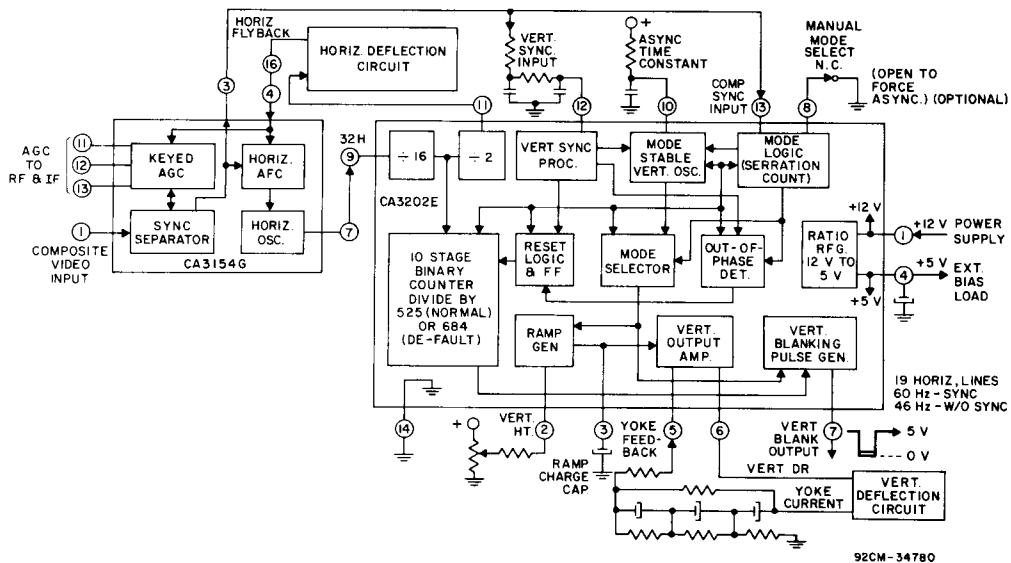 HORIZ
FLYBACK
16
3
4
HORIZ. DEFLECTION
CIRCUIT
VERT.
SYNC.
INPUT
+
ASYNC
TIME
CONSTANT
MANUAL
MODE
SELECT
N.C.
(OPEN TO
FORCE
ASYNC.) (OPTIONAL)
COMP
SYNC
INPUT
11
12
10
13
8
AGC
TO
RF & IF
11
12
13
KEYED
AGC
HORIZ.
AFC
SYNC
SEPARATOR
HORIZ
OSC.
CA3154G
1
COMPOSITE VIDEO
INPUT
7
32H
9
÷ 16
÷ 2
CA3202E
VERT SYNC
PROC.
MODE
STABLE
VERT. OSC.
MODE
LOGIC
(SERRATION
COUNT)
10 STAGE
BINARY
COUNTER
DIVIDE BY
525 (NORMAL)
OR 684
(DE-FAULT)
RESET
LOGIC
& FF
MODE
SELECTOR
OUT-OF-
PHASE
DET.
RATIO
RFG.
12 V TO
5 V
+12 V
1
+12 V
POWER
SUPPLY
+5 V
4
+5 V
EXT.
BIAS
LOAD
RAMP
GEN
VERT.
OUTPUT
AMP.
VERT.
BLANKING
PULSE GEN.
19 HORIZ, LINES
60 Hz-SYNC
46 Hz-W/O SYNC
14
+
VERT.
HT.
2
3
RAMP
CHARGE
CAP.
YOKE
FEED-
BACK
5
6
VERT
BLANK
OUTPUT
7
5 V
0 V
VERT DR
YOKE
CURRENT
VERT.
DEFLECTION
CIRCUIT
92CM-34780